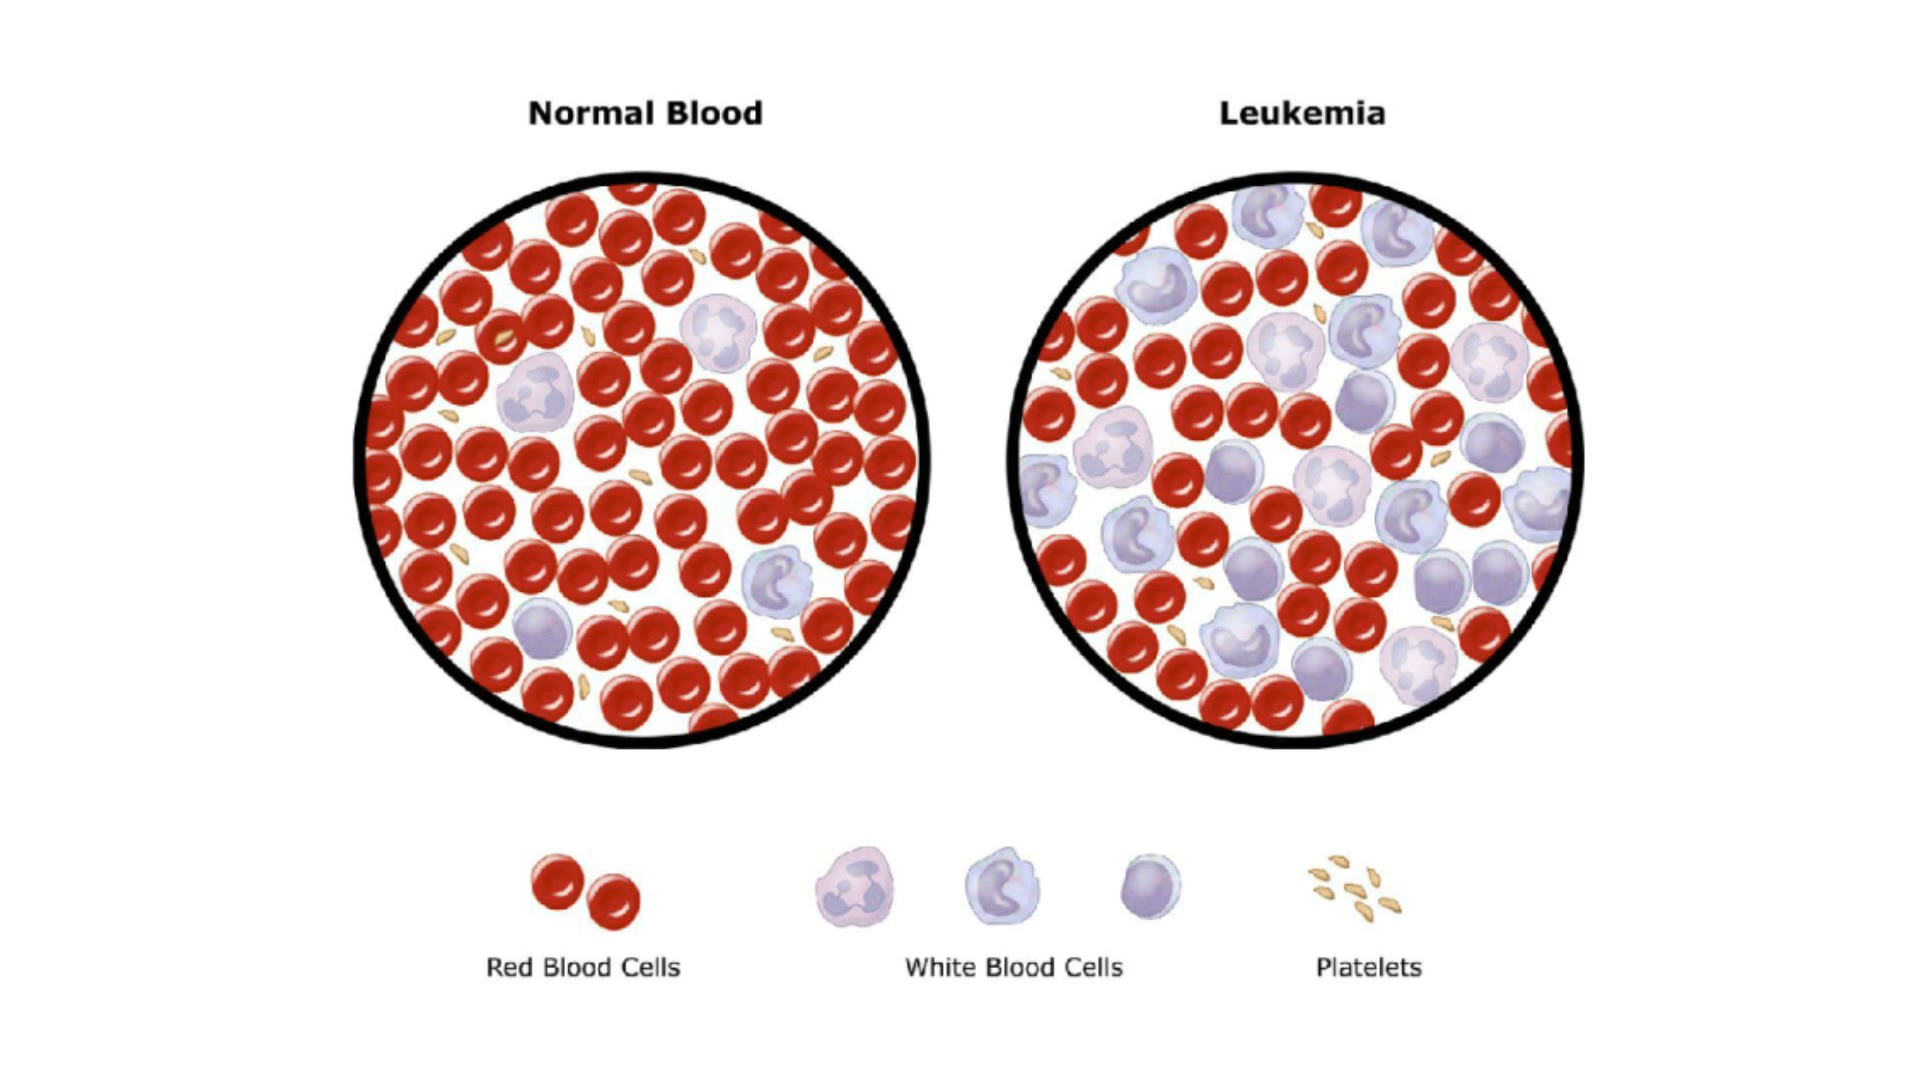 Normal Blood
Leukemia
Red Blood Cells
White Blood Cells
Platelets